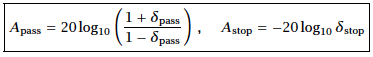 A_pass = 20 log_10 ( (1 + δ_pass) / (1 − δ_pass) ) , A_stop = −20 log_10 δ_stop